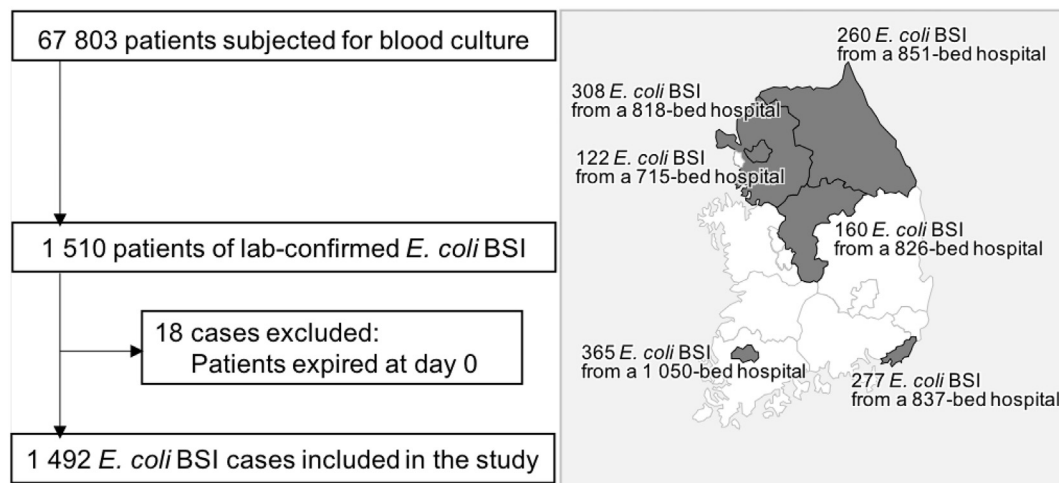 67 803 patients subjected for blood culture
1 510 patients of lab-confirmed E. coli BSI
18 cases excluded:
Patients expired at day 0
1 492 E. coli BSI cases included in the study
260 E. coli BSI
from a 851-bed hospital
308 E. coli BSI
from a 818-bed hospital
122 E. coli BSI
from a 715-bed hospital
160 E. coli BSI
from a 826-bed hospital
365 E. coli BSI
from a 1 050-bed hospital
277 E. coli BSI
from a 837-bed hospital